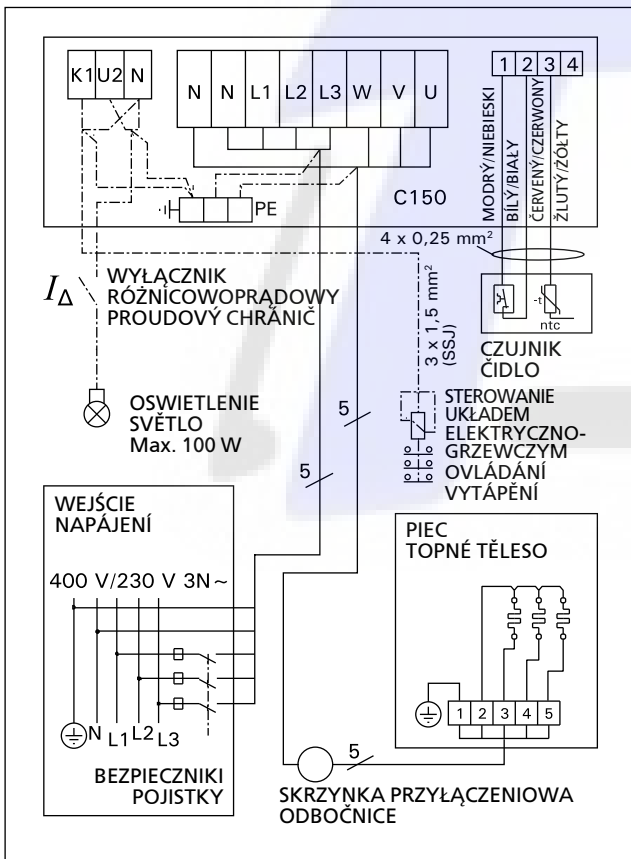 K1 U2 N
N N L1 L2 L3 W V U
1 2 3 4
MODRÝ/NIEBIESKI
BÍLÝ/BIAŁY
ČERVENÝ/CZERWONY
ŽLUTÝ/ŻÓŁTY
PE
C150
4 x 0,25 mm²
I∆
WYŁĄCZNIK
RÓŻNICOWOPRĄDOWY
PROUDOVÝ CHRÁNIČ
3 x 1,5 mm²
(SSJ)
-t
ntc
CZUJNIK
ČIDLO
OSWIETLENIE
SVĚTLO
Max. 100 W
5
5
STEROWANIE
UKŁADEM
ELEKTRYCZNO-
GRZEWCZYM
OVLÁDÁNÍ
VYTÁPĚNÍ
WEJŚCIE
NAPÁJENÍ
400 V/230 V 3N~
N L1 L2 L3
BEZPIECZNIKI
POJISTKY
PIEC
TOPNÉ TĚLESO
1 2 3 4 5
5
SKRZYNKA PRZYŁĄCZENIOWA
ODBOČNICE